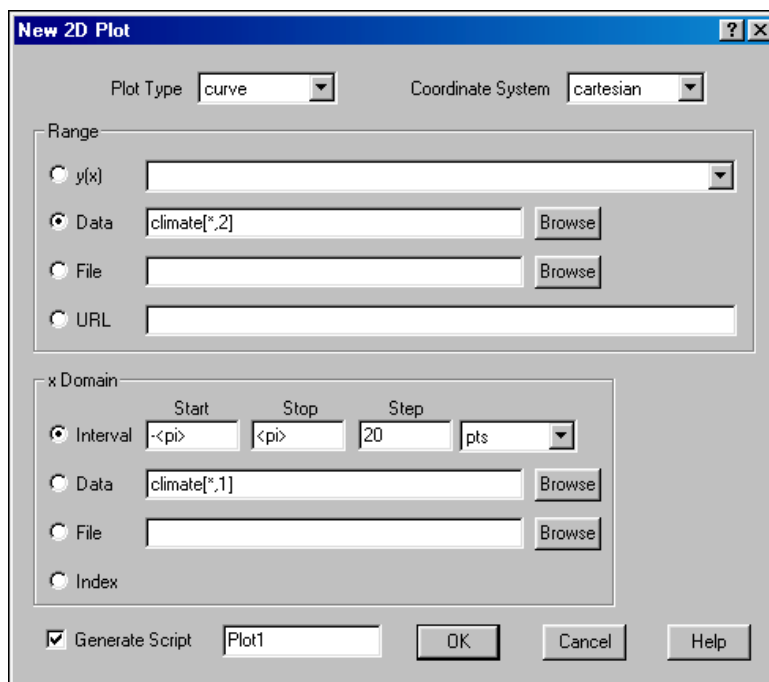 New 2D Plot
Plot Type curve Coordinate System cartesian
Range
y(x)
Data climate[*,2] Browse
File Browse
URL
x Domain
Start Stop Step
Interval -<pi> <pi> 20 pts
Data climate[*,1] Browse
File Browse
Index
Generate Script Plot1 OK Cancel Help